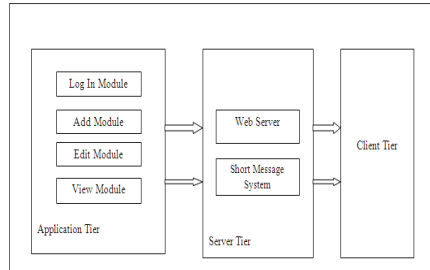 Log In Module
Add Module
Edit Module
View Module
Application Tier
Web Server
Short Message
System
Server Tier
Client Tier